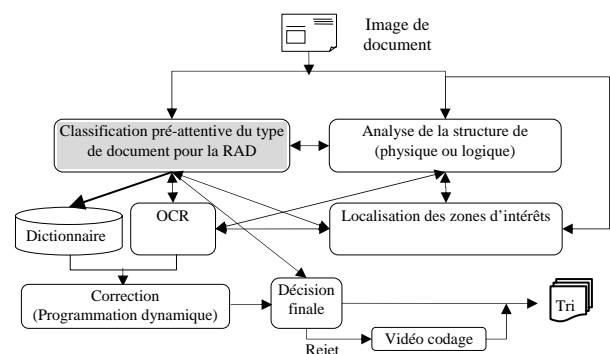 Image de
document
Classification pré-attentive du type
de document pour la RAD
Analyse de la structure de
(physique ou logique)
OCR
Localisation des zones d'intérêts
Dictionnaire
Correction
(Programmation dynamique)
Décision
finale
Tri
Rejet
Vidéo codage